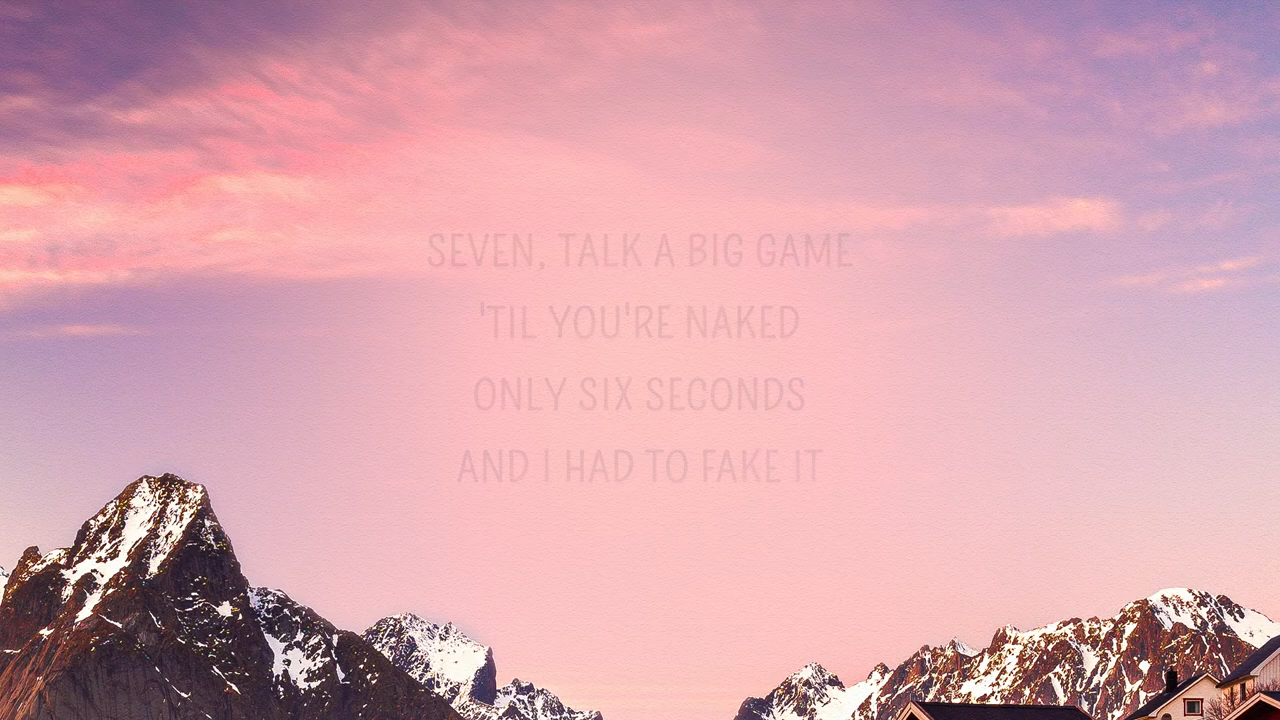 SEVEN, TALK A BIG GAME
'TIL YOU'RE NAKED
ONLY SIX SECONDS
AND I HAD TO FAKE IT